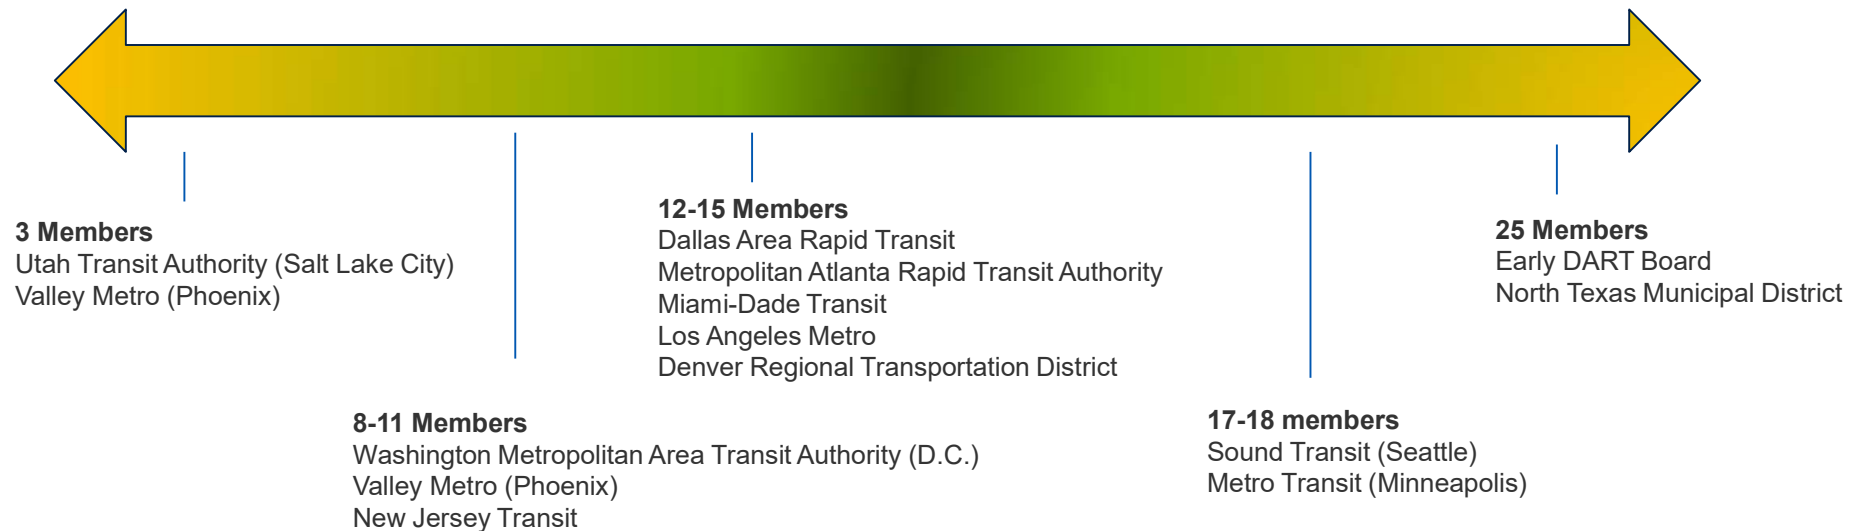 3 Members
Utah Transit Authority (Salt Lake City)
Valley Metro (Phoenix)
8-11 Members
Washington Metropolitan Area Transit Authority (D.C.)
Valley Metro (Phoenix)
New Jersey Transit
12-15 Members
Dallas Area Rapid Transit
Metropolitan Atlanta Rapid Transit Authority
Miami-Dade Transit
Los Angeles Metro
Denver Regional Transportation District
17-18 members
Sound Transit (Seattle)
Metro Transit (Minneapolis)
25 Members
Early DART Board
North Texas Municipal District